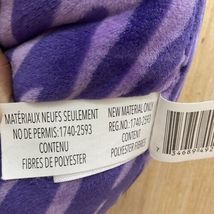 MATÉRIAUX NEUFS SEULEMENT
NO DE PERMIS:1740-2593
CONTENU
FIBRES DE POLYESTER
NEW MATERIAL ONLY
REG.NO.:1740-2593
CONTENT
POLYESTER FIBRES